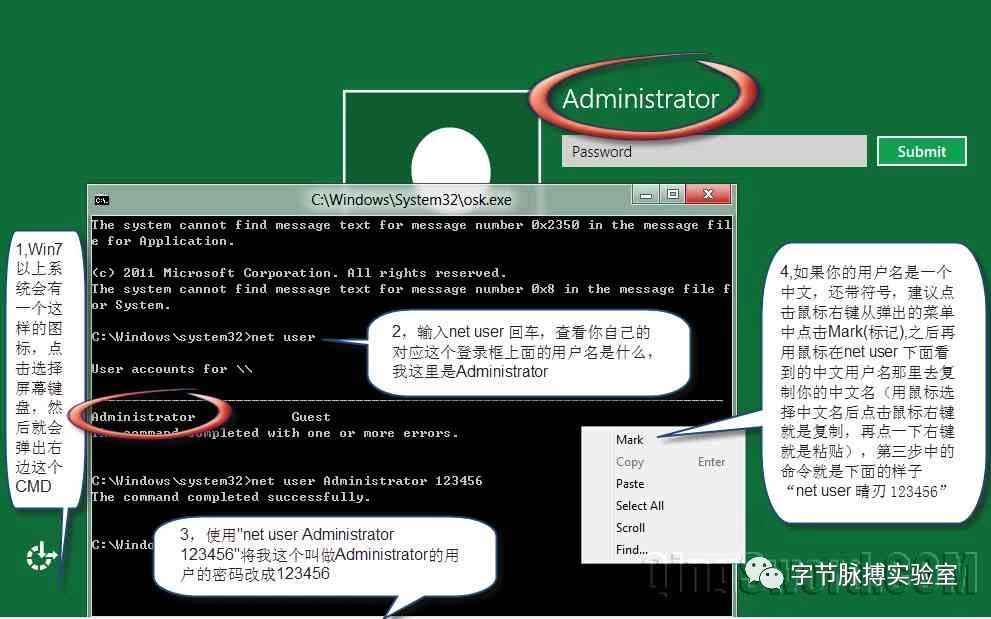 Administrator
Password
Submit
C:\Windows\System32\osk.exe
The system cannot find message text for message number 0x2350 in the message fil
e for Application.
(c) 2011 Microsoft Corporation. All rights reserved.
The system cannot find message text for message number 0x8 in the message file f
or System.
C:\Windows\system32>net user
User accounts for \\
Administrator Guest
command completed with one or more errors.
C:\Windows\system32>net user Administrator 123456
The command completed successfully.
C:\Windo
1,Win7
以上系
统会有
一个这
样的图
标，点
击选择
屏幕键
盘，然
后就会
弹出右
边这个
CMD
2，输入net user 回车，查看你自己的
对应这个登录框上面的用户名是什么，
我这里是Administrator
3，使用"net user Administrator
123456"将我这个叫做Administrator的用
户的密码改成123456
4,如果你的用户名是一个
中文，还带符号，建议点
击鼠标右键从弹出的菜单
中点击Mark(标记),之后再
用鼠标在net user 下面看
到的中文用户名那里去复
制你的中文名（用鼠标选
择中文名后点击鼠标右键
就是复制，再点一下右键
就是粘贴），第三步中的
命令就是下面的样子
“net user 晴刃 123456”
Mark
Copy Enter
Paste
Select All
Scroll
Find...
字节脉搏实验室